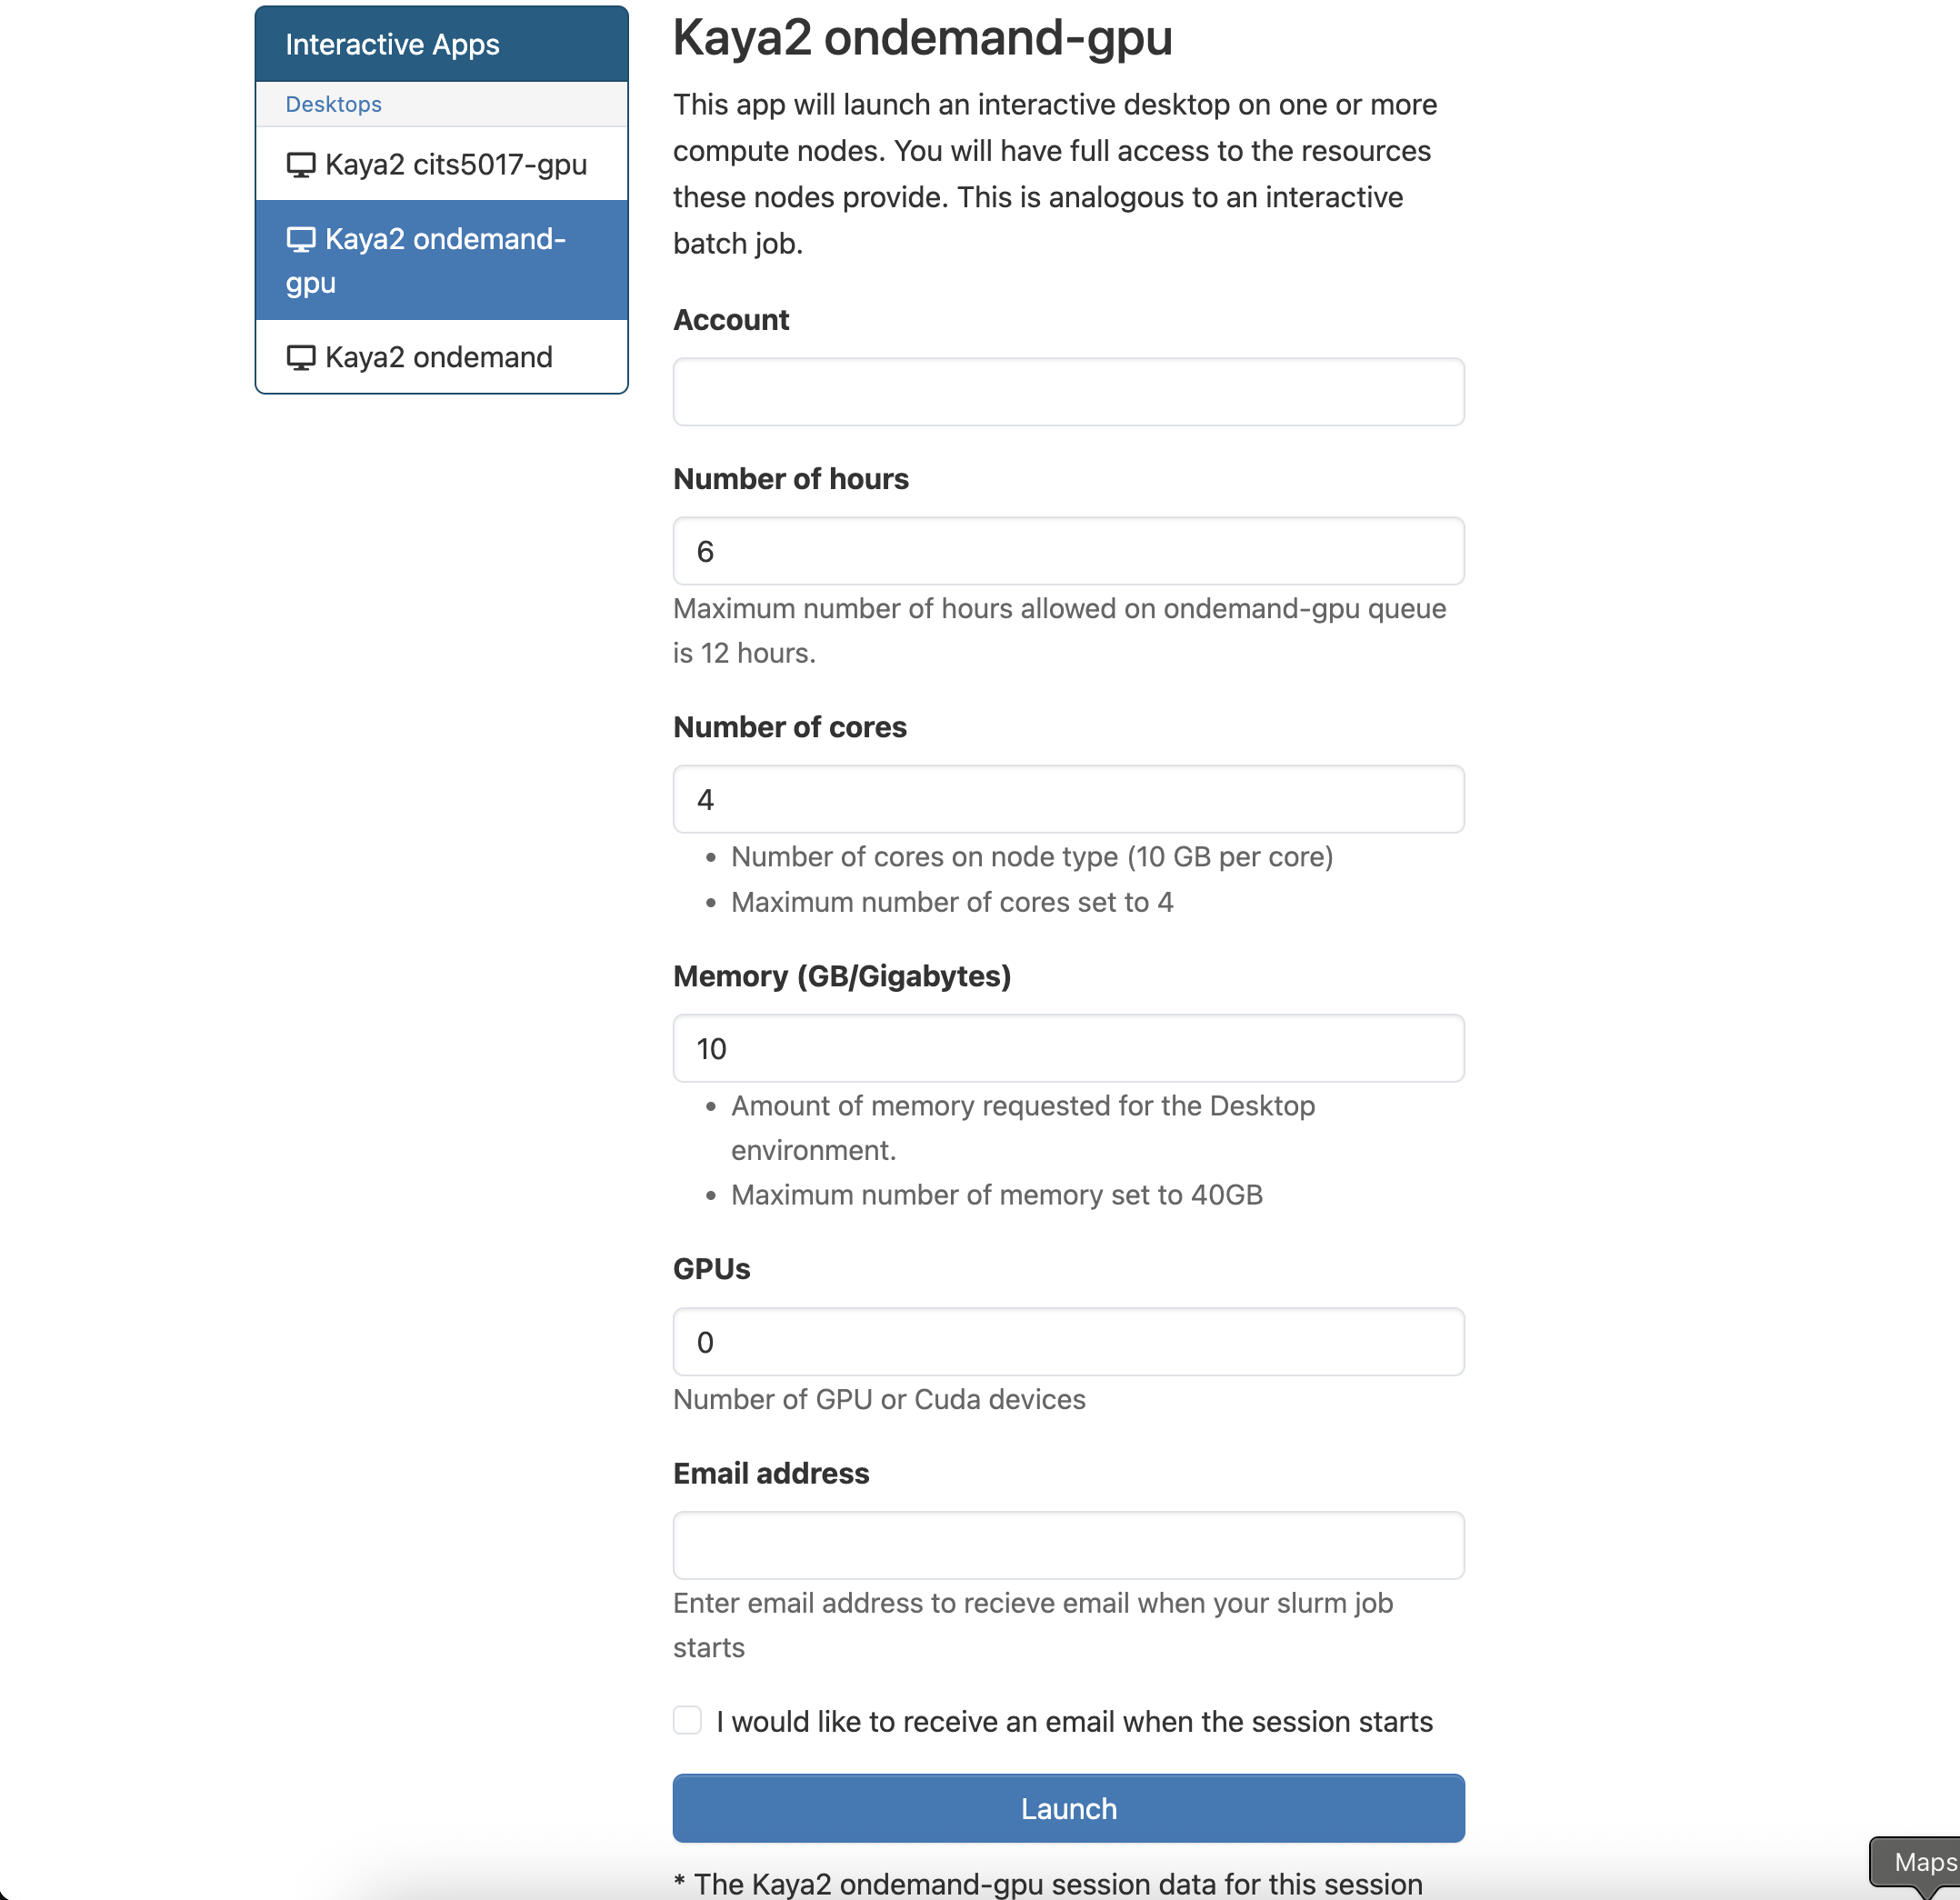 Interactive Apps
Desktops
Kaya2 cits5017-gpu
Kaya2 ondemand-
gpu
Kaya2 ondemand
Kaya2 ondemand-gpu
This app will launch an interactive desktop on one or more
compute nodes. You will have full access to the resources
these nodes provide. This is analogous to an interactive
batch job.
Account
Number of hours
6
Maximum number of hours allowed on ondemand-gpu queue
is 12 hours.
Number of cores
4
• Number of cores on node type (10 GB per core)
• Maximum number of cores set to 4
Memory (GB/Gigabytes)
10
• Amount of memory requested for the Desktop
environment.
• Maximum number of memory set to 40GB
GPUs
0
Number of GPU or Cuda devices
Email address
Enter email address to recieve email when your slurm job
starts
I would like to receive an email when the session starts
Launch
* The Kaya2 ondemand-gpu session data for this session
Maps